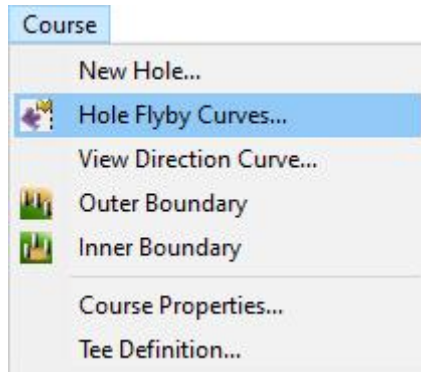 Course
New Hole...
Hole Flyby Curves...
View Direction Curve...
Outer Boundary
Inner Boundary
Course Properties...
Tee Definition...